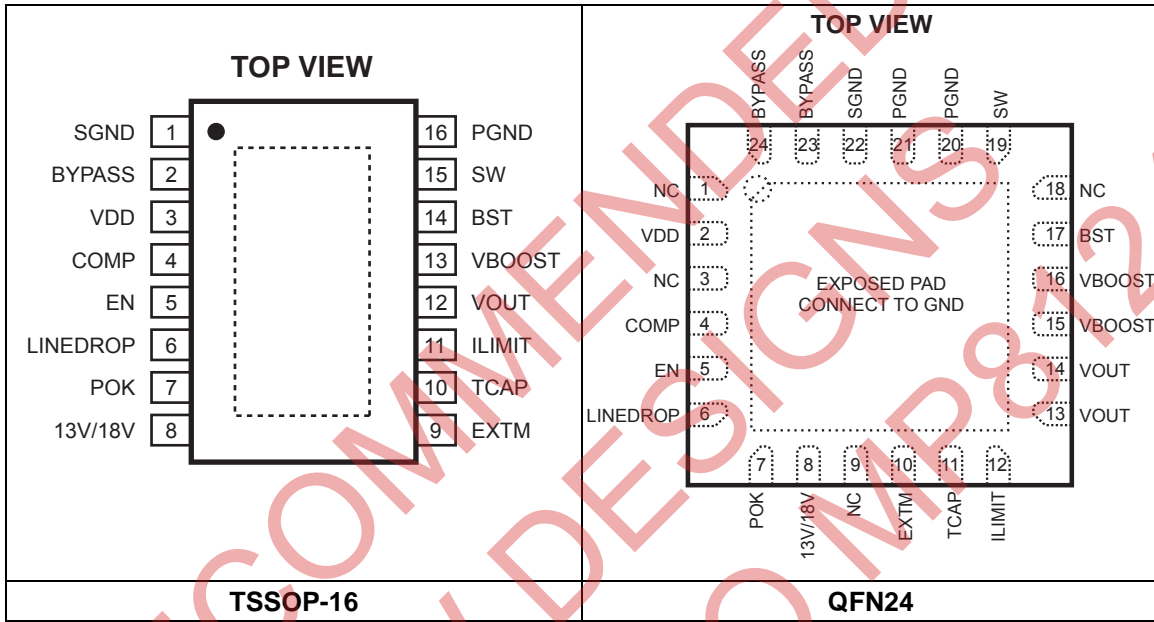 TOP VIEW
SGND 1
BYPASS 2
VDD 3
COMP 4
EN 5
LINEDROP 6
POK 7
13V/18V 8
16 PGND
15 SW
14 BST
13 VBOOST
12 VOUT
11 ILIMIT
10 TCAP
9 EXTM
TSSOP-16
TOP VIEW
BYPASS BYPASS SGND PGND PGND SW
24 23 22 21 20 19
NC 1
VDD 2
NC 3
COMP 4
EN 5
LINEDROP 6
EXPOSED PAD
CONNECT TO GND
18 NC
17 BST
16 VBOOST
15 VBOOST
14 VOUT
13 VOUT
7 8 9 10 11 12
POK 13V/18V NC EXTM TCAP ILIMIT
QFN24
COMMENDED
DESIGNS
MP812